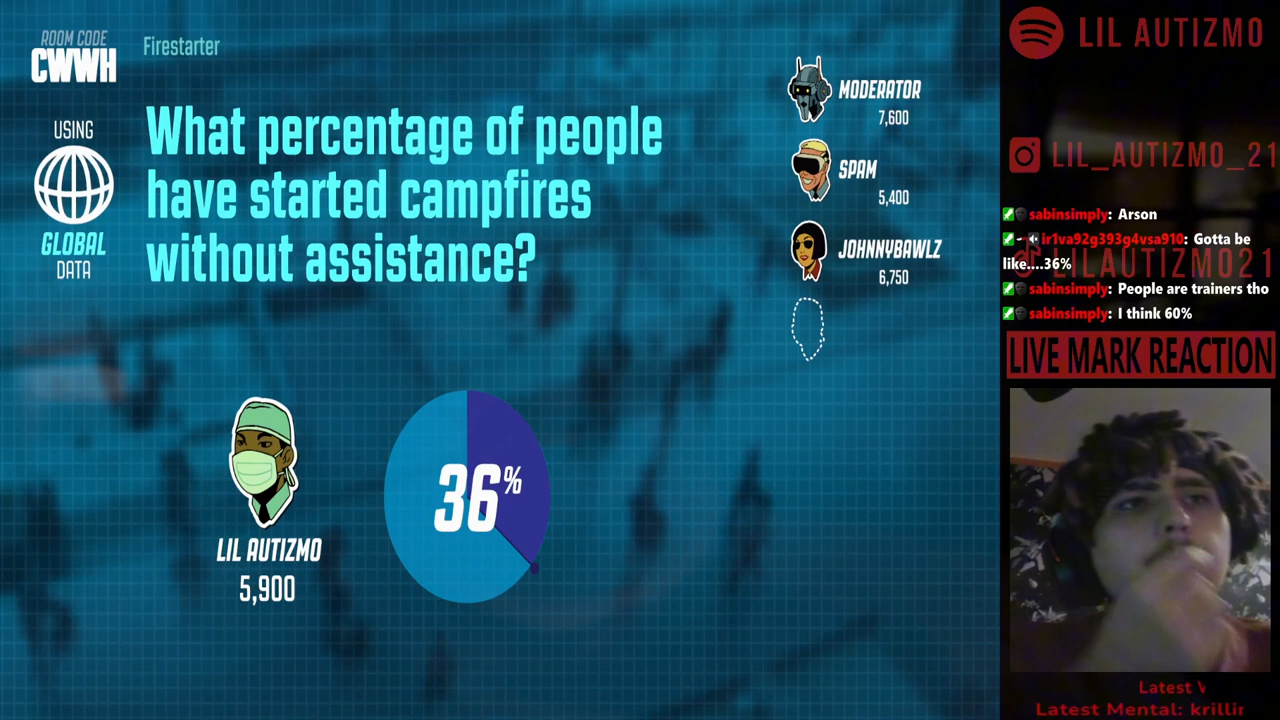 ROOM CODE
CWWH
Firestarter
USING
GLOBAL
DATA
What percentage of people
have started campfires
without assistance?
MODERATOR
7,600
SPAM
5,400
JOHNNYBAWLZ
6,750
LIL AUTIZMO
5,900
36%
LIL AUTIZMO
LIL_AUTIZMO_21
LILAUTIZMO21
sabinsimply: Arson
ir1va92g393g4vsa910: Gotta be
like....36%
sabinsimply: People are trainers tho
sabinsimply: I think 60%
LIVE MARK REACTION
Latest
Latest Mental: